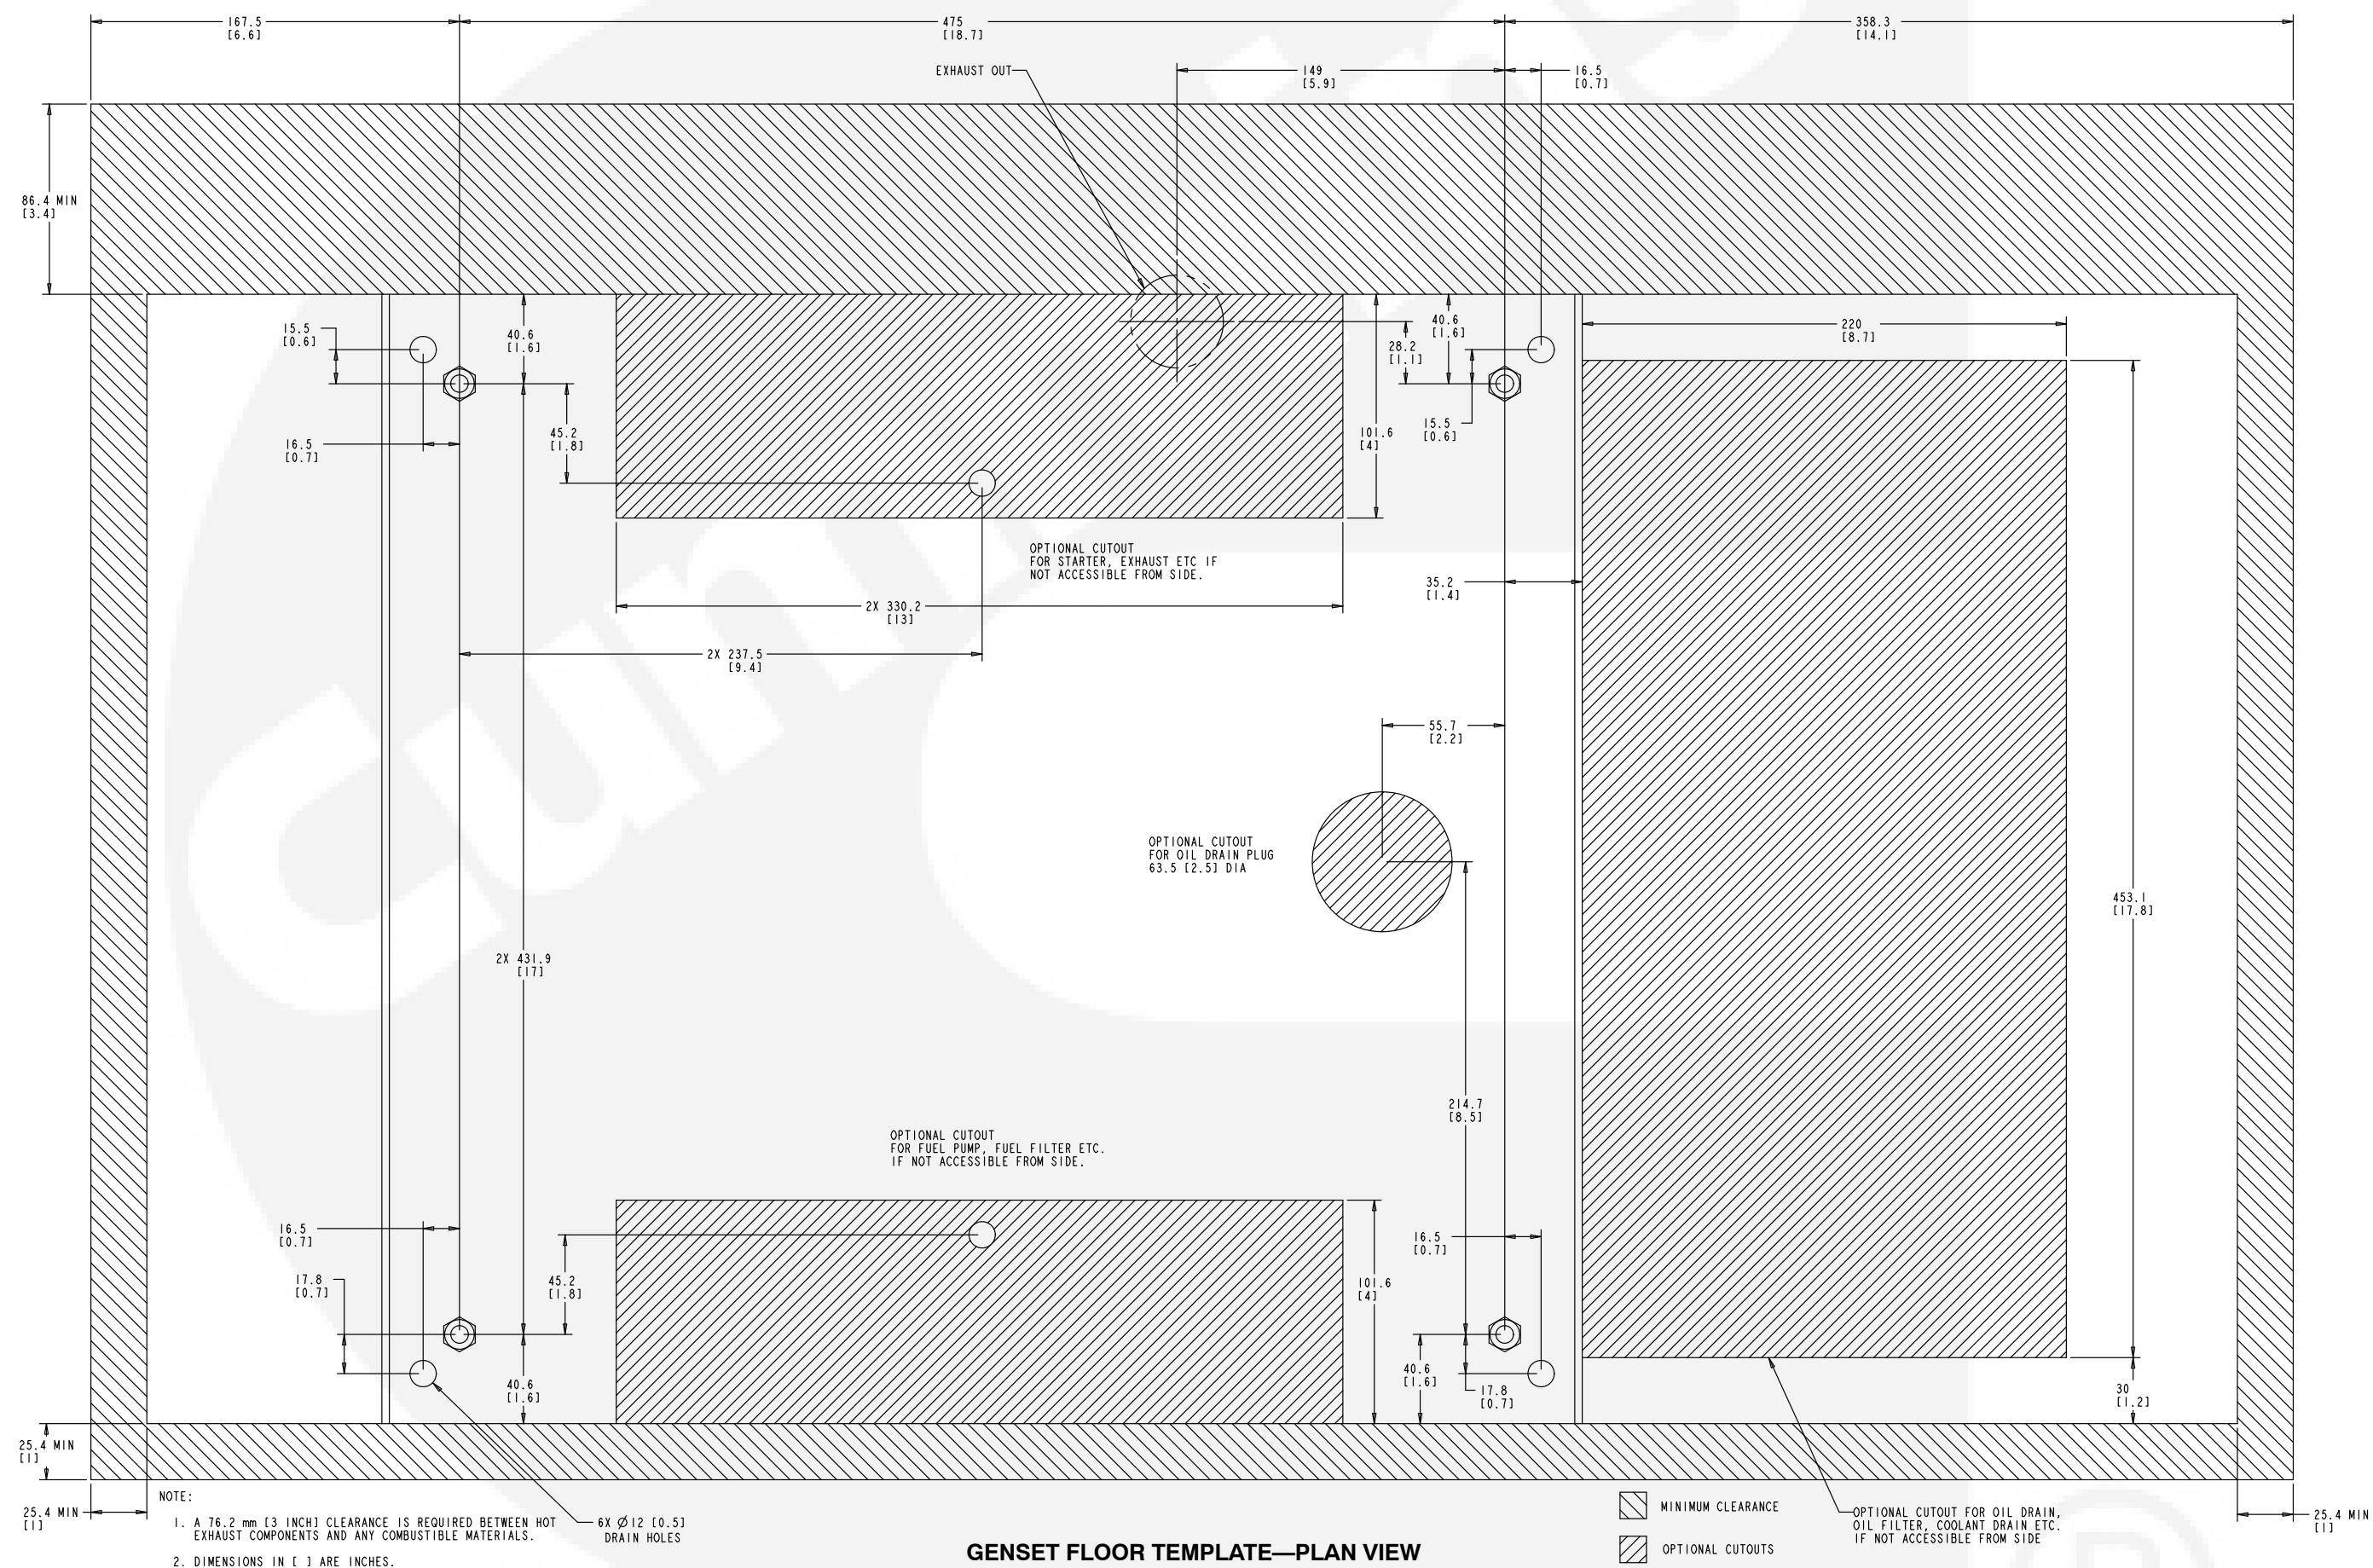 167.5
[6.6]
475
[18.7]
358.3
[14.1]
EXHAUST OUT
149
[5.9]
16.5
[0.7]
86.4 MIN
[3.4]
15.5
[0.6]
40.6
[1.6]
40.6
[1.6]
28.2
[1.1]
220
[8.7]
16.5
[0.7]
45.2
[1.8]
101.6
[4]
15.5
[0.6]
OPTIONAL CUTOUT
FOR STARTER, EXHAUST ETC IF
NOT ACCESSIBLE FROM SIDE.
35.2
[1.4]
2X 330.2
[13]
2X 237.5
[9.4]
55.7
[2.2]
OPTIONAL CUTOUT
FOR OIL DRAIN PLUG
63.5 [2.5] DIA
453.1
[17.8]
2X 431.9
[17]
214.7
[8.5]
OPTIONAL CUTOUT
FOR FUEL PUMP, FUEL FILTER ETC.
IF NOT ACCESSIBLE FROM SIDE.
16.5
[0.7]
16.5
[0.7]
17.8
[0.7]
45.2
[1.8]
101.6
[4]
40.6
[1.6]
40.6
[1.6]
17.8
[0.7]
30
[1.2]
25.4 MIN
[1]
25.4 MIN
[1]
NOTE:
1. A 76.2 mm [3 INCH] CLEARANCE IS REQUIRED BETWEEN HOT
EXHAUST COMPONENTS AND ANY COMBUSTIBLE MATERIALS.
2. DIMENSIONS IN [ ] ARE INCHES.
6X Ø12 [0.5]
DRAIN HOLES
GENSET FLOOR TEMPLATE—PLAN VIEW
MINIMUM CLEARANCE
OPTIONAL CUTOUTS
OPTIONAL CUTOUT FOR OIL DRAIN,
OIL FILTER, COOLANT DRAIN ETC.
IF NOT ACCESSIBLE FROM SIDE
25.4 MIN
[1]
®